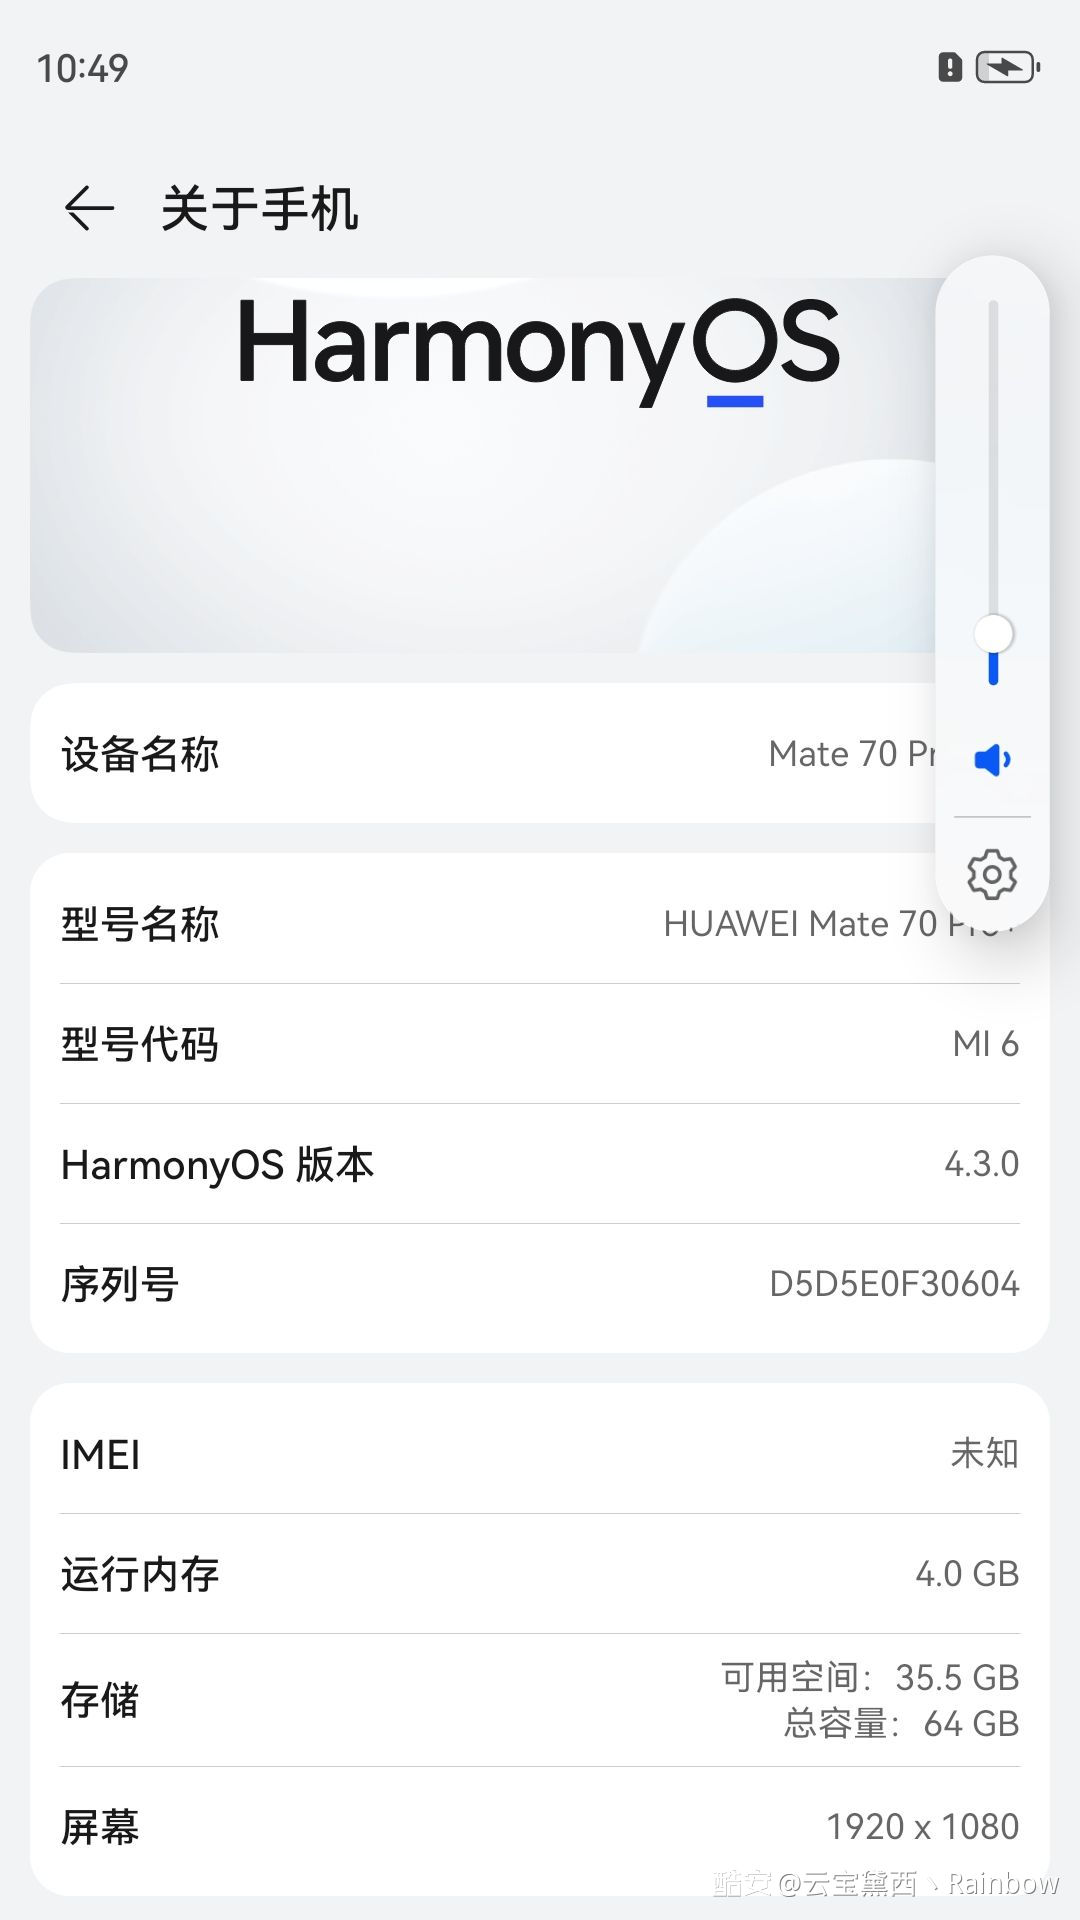 10:49
关于手机
HarmonyOS
设备名称
Mate 70 Pr
型号名称
HUAWEI Mate 70 Pro+
型号代码
MI 6
HarmonyOS 版本
4.3.0
序列号
D5D5E0F30604
IMEI
未知
运行内存
4.0 GB
存储
可用空间：35.5 GB
总容量：64 GB
屏幕
1920 x 1080
酷安 @云宝黛西丶Rainbow